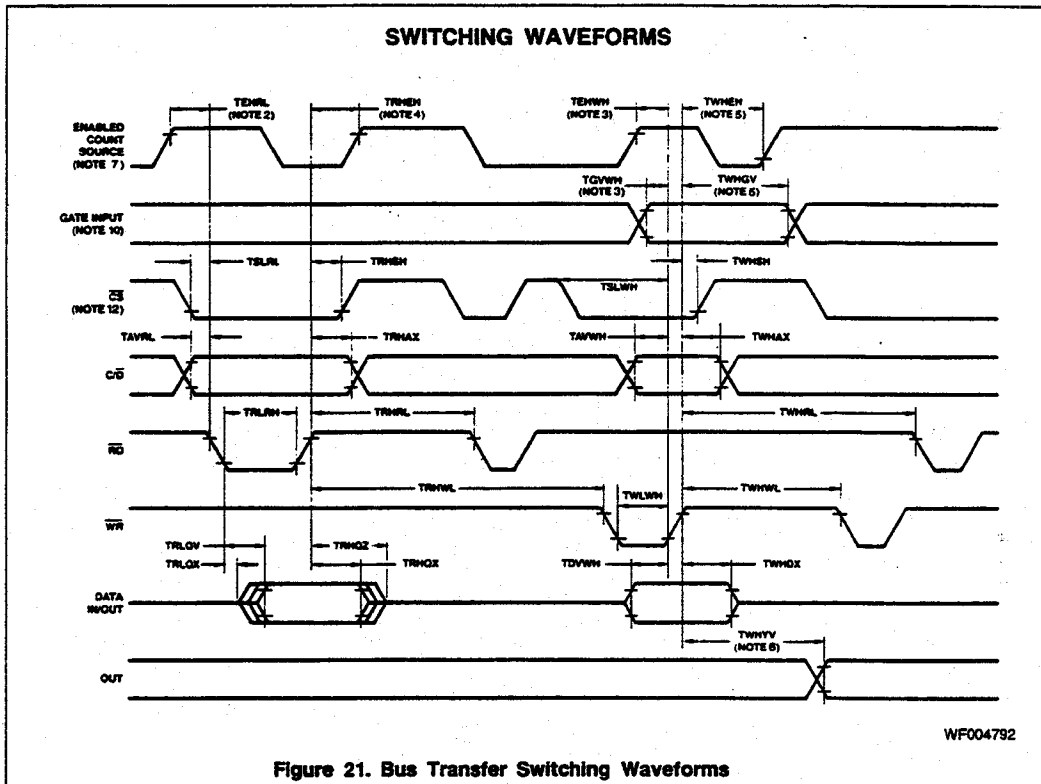 SWITCHING WAVEFORMS
TEHRL
(NOTE 2)
TRHEH
(NOTE 4)
TEHWH
(NOTE 3)
TWHEH
(NOTE 5)
ENABLED
COUNT
SOURCE
(NOTE 7)
TGVWH
(NOTE 3)
TWHGV
(NOTE 5)
GATE INPUT
(NOTE 10)
TSLRL
TRHSH
TSLWH
TWHSH
CS
(NOTE 12)
TAVRL
TRHAX
TAVWH
TWHAX
C/D
TRLRH
TRHRL
TWHRL
RD
TRHWL
TWLWH
TWHWL
WR
TRLQV
TRHQZ
TRLQX
TRHQX
TDVWH
TWHDX
DATA
IN/OUT
TWHYV
(NOTE 6)
OUT
WF004792
Figure 21. Bus Transfer Switching Waveforms